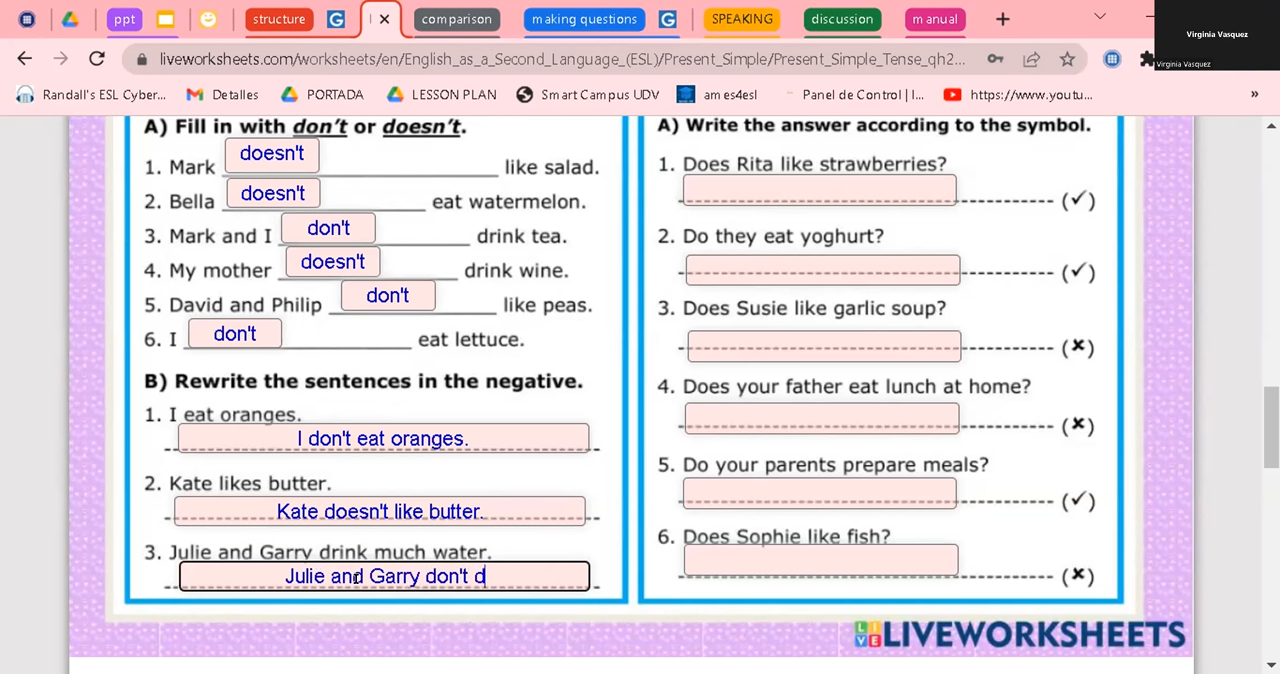 ppt
structure
comparison
making questions
SPEAKING
discussion
manual
Virginia Vasquez
Virginia Vasquez
liveworksheets.com/worksheets/en/English_as_a_Second_Language_(ESL)/Present_Simple/Present_Simple_Tense_qh2...
Randall's ESL Cyber...
Detalles
PORTADA
LESSON PLAN
Smart Campus UDV
ames4esl
Panel de Control | I...
https://www.youtu...
A) Fill in with don't or doesn't.
1. Mark doesn't like salad.
2. Bella doesn't eat watermelon.
3. Mark and I don't drink tea.
4. My mother doesn't drink wine.
5. David and Philip don't like peas.
6. I don't eat lettuce.
B) Rewrite the sentences in the negative.
1. I eat oranges.
I don't eat oranges.
2. Kate likes butter.
Kate doesn't like butter.
3. Julie and Garry drink much water.
Julie and Garry don't d
A) Write the answer according to the symbol.
1. Does Rita like strawberries?
(✓)
2. Do they eat yoghurt?
(✓)
3. Does Susie like garlic soup?
(✗)
4. Does your father eat lunch at home?
(✗)
5. Do your parents prepare meals?
(✓)
6. Does Sophie like fish?
(✗)
LIVE LIVEWORKSHEETS